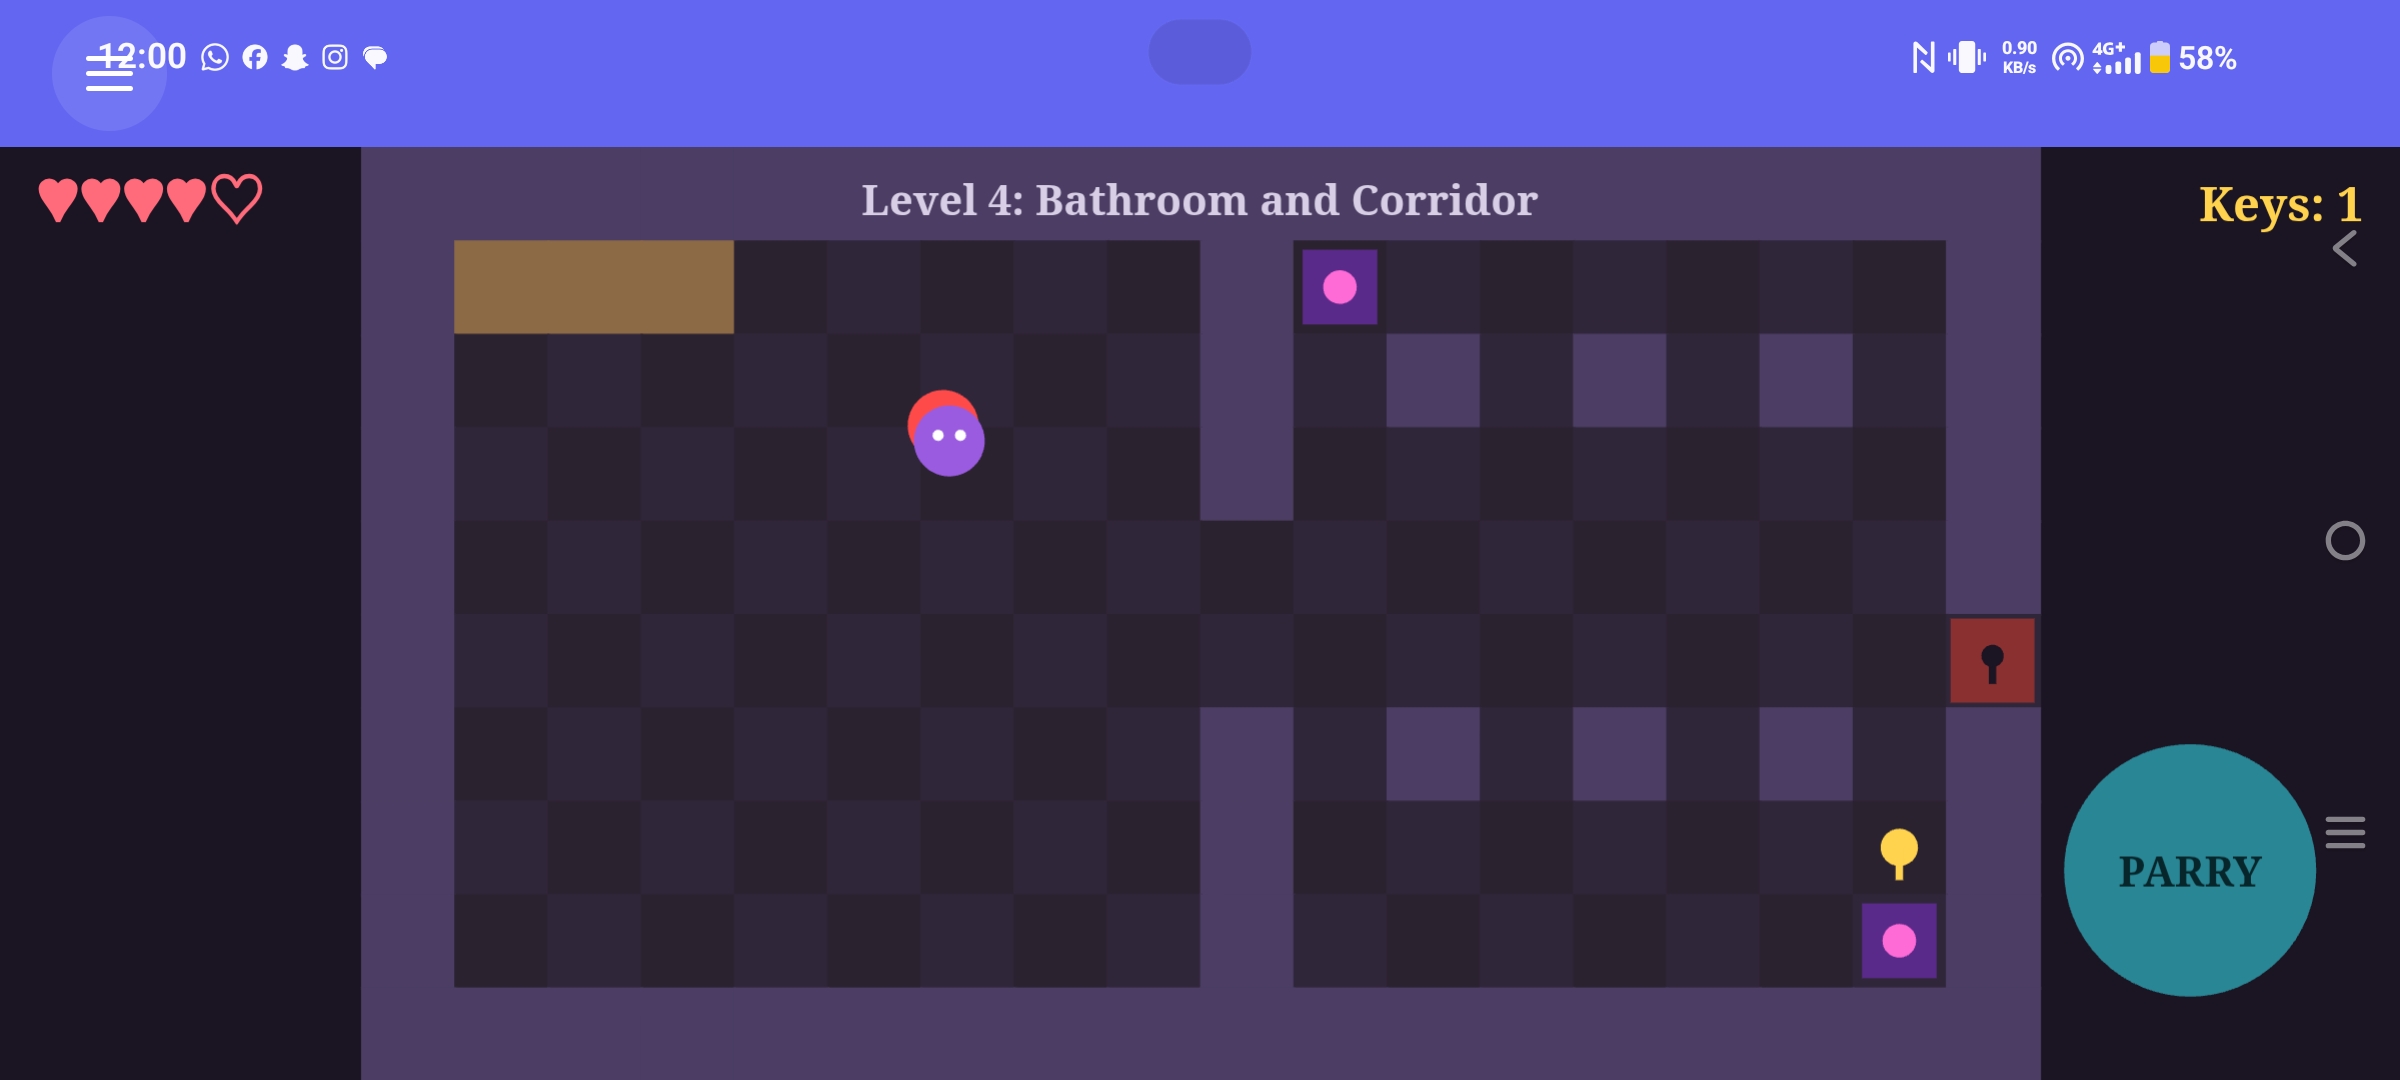 12:00
0.90
KB/s
4G+
58%
Level 4: Bathroom and Corridor
Keys: 1
PARRY